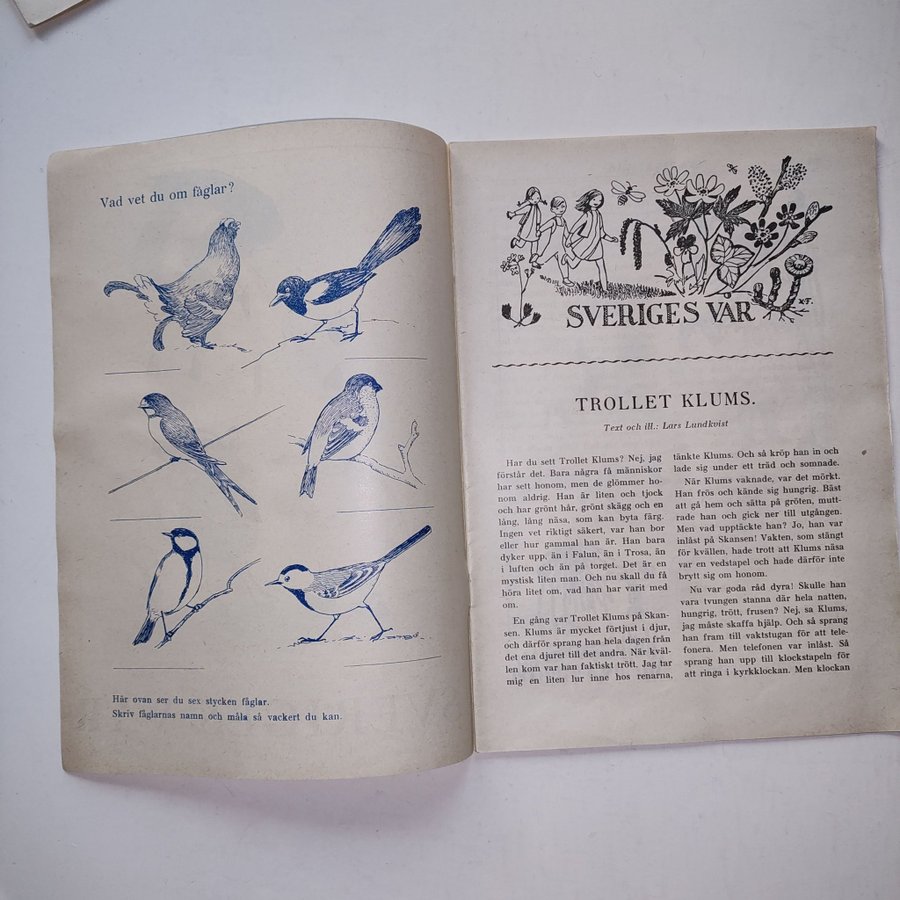 Vad vet du om fåglar?
Här ovan ser du sex stycken fåglar.
Skriv fåglarnas namn och måla så vackert du kan.
SVERIGES VÅR
TROLLET KLUMS.
Text och ill.: Lars Lundkvist
Har du sett Trollet Klums? Nej, jag
förstår det. Bara några få människor
har sett honom, men de glömmer ho-
nom aldrig. Han är liten och tjock
och har grönt hår, grönt skägg och en
lång, lång näsa, som kan byta färg.
Ingen vet riktigt säkert, var han bor
eller hur gammal han är. Han bara
dyker upp, än i Falun, än i Trosa, än
i luften och än på torget. Det är en
mystisk liten man. Och nu skall du få
höra litet om, vad han har varit med
om.
En gång var Trollet Klums på Skan-
sen. Klums är mycket förtjust i djur,
och därför sprang han hela dagen från
det ena djuret till det andra. När kväl-
len kom var han faktiskt trött. Jag tar
mig en liten lur inne hos renarna,
tänkte Klums. Och så kröp han in och
lade sig under ett träd och somnade.
När Klums vaknade, var det mörkt.
Han frös och kände sig hungrig. Bäst
att gå hem och sätta på gröten, mutt-
rade han och gick ner till utgången.
Men vad upptäckte han? Jo, han var
inlåst på Skansen! Vakten, som stängt
för kvällen, hade trott att Klums näsa
var en vedstapel och hade därför inte
brytt sig om honom.
Nu var goda råd dyra! Skulle han
vara tvungen stanna där hela natten,
hungrig, trött, frusen? Nej, sa Klums,
jag måste skaffa hjälp. Och så sprang
han fram till vaktstugan för att tele-
fonera. Men telefonen var inlåst. Så
sprang han upp till klockstapeln för
att ringa i kyrkklockan. Men klockan